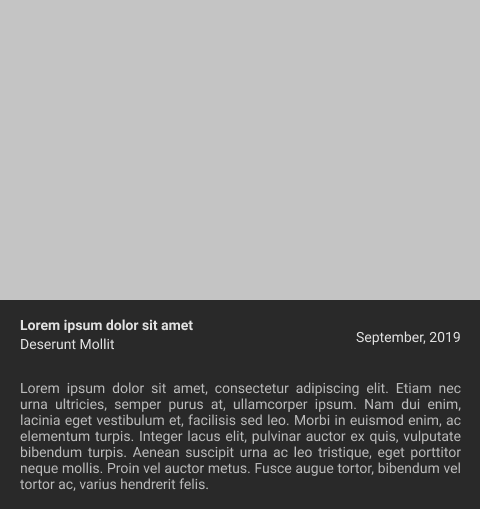 Lorem ipsum dolor sit amet
Deserunt Mollit
September, 2019
Lorem ipsum dolor sit amet, consectetur adipiscing elit. Etiam nec
urna ultricies, semper purus at, ullamcorper ipsum. Nam dui enim,
lacinia eget vestibulum et, facilisis sed leo. Morbi in euismod enim, ac
elementum turpis. Integer lacus elit, pulvinar auctor ex quis, vulputate
bibendum turpis. Aenean suscipit urna ac leo tristique, eget porttitor
neque mollis. Proin vel auctor metus. Fusce augue tortor, bibendum vel
tortor ac, varius hendrerit felis.